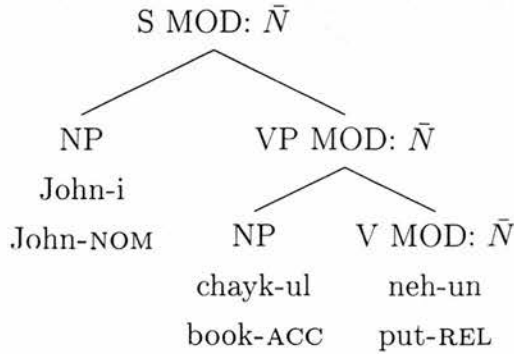 S MOD: N̄
NP VP MOD: N̄
John-i
John-NOM NP V MOD: N̄
chayk-ul neh-un
book-ACC put-REL